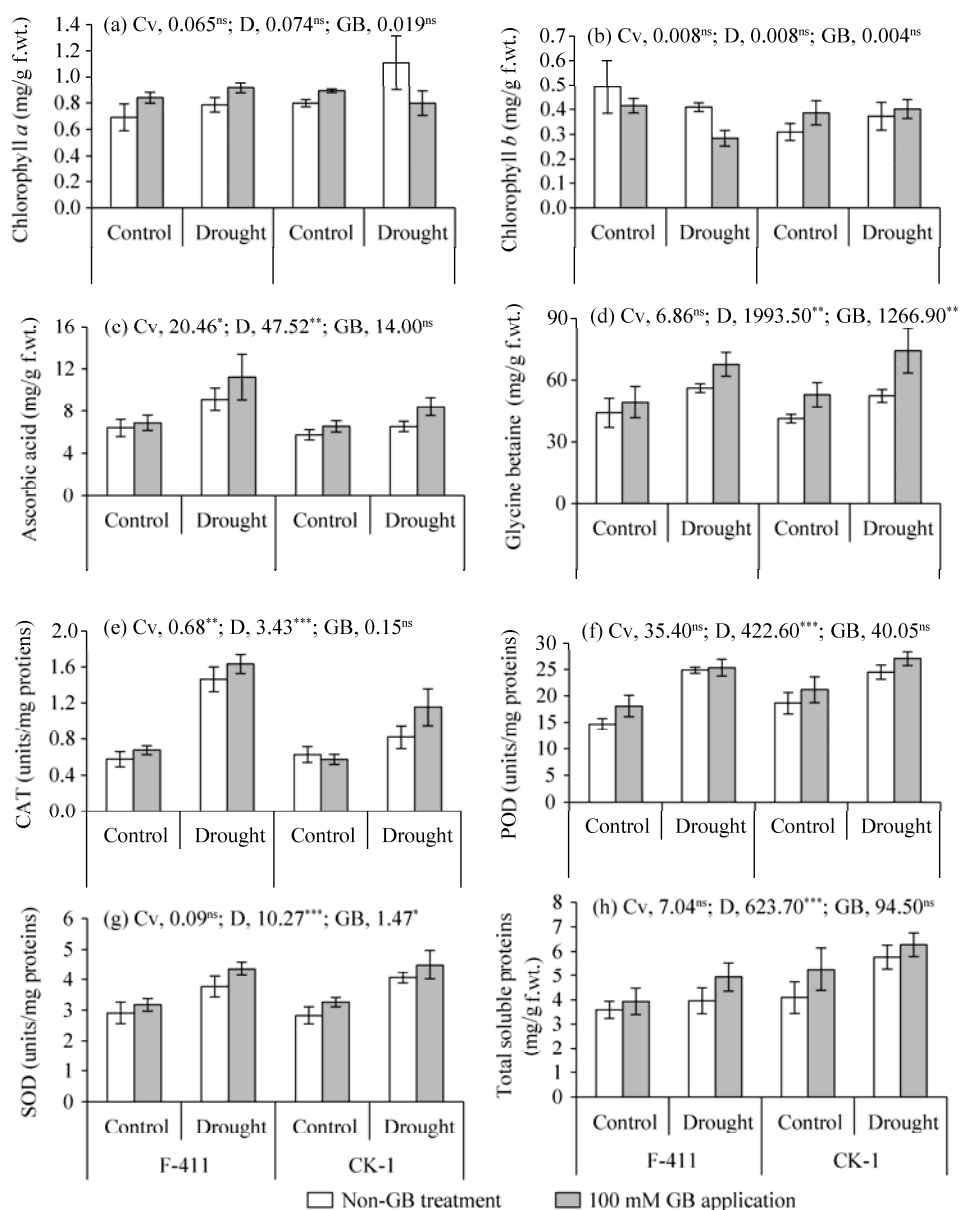 (a) Cv, 0.065ns; D, 0.074ns; GB, 0.019ns
Chlorophyll a (mg/g f.wt.)
1.4
1.2
1.0
0.8
0.6
0.4
0.2
0.0
Control Drought Control Drought
(b) Cv, 0.008ns; D, 0.008ns; GB, 0.004ns
Chlorophyll b (mg/g f.wt.)
0.7
0.6
0.5
0.4
0.3
0.2
0.1
0.0
Control Drought Control Drought
(c) Cv, 20.46*; D, 47.52**; GB, 14.00ns
Ascorbic acid (mg/g f.wt.)
16
12
8
4
0
Control Drought Control Drought
(d) Cv, 6.86ns; D, 1993.50**; GB, 1266.90**
Glycine betaine (mg/g f.wt.)
90
60
30
0
Control Drought Control Drought
(e) Cv, 0.68**; D, 3.43***; GB, 0.15ns
CAT (units/mg protiens)
2.0
1.6
1.2
0.8
0.4
0.0
Control Drought Control Drought
(f) Cv, 35.40ns; D, 422.60***; GB, 40.05ns
POD (units/mg proteins)
30
25
20
15
10
5
0
Control Drought Control Drought
(g) Cv, 0.09ns; D, 10.27***; GB, 1.47*
SOD (units/mg proteins)
6
5
4
3
2
1
0
Control Drought Control Drought
F-411 CK-1
(h) Cv, 7.04ns; D, 623.70***; GB, 94.50ns
Total soluble proteins
(mg/g f.wt.)
8
7
6
5
4
3
2
1
0
Control Drought Control Drought
F-411 CK-1
Non-GB treatment 100 mM GB application